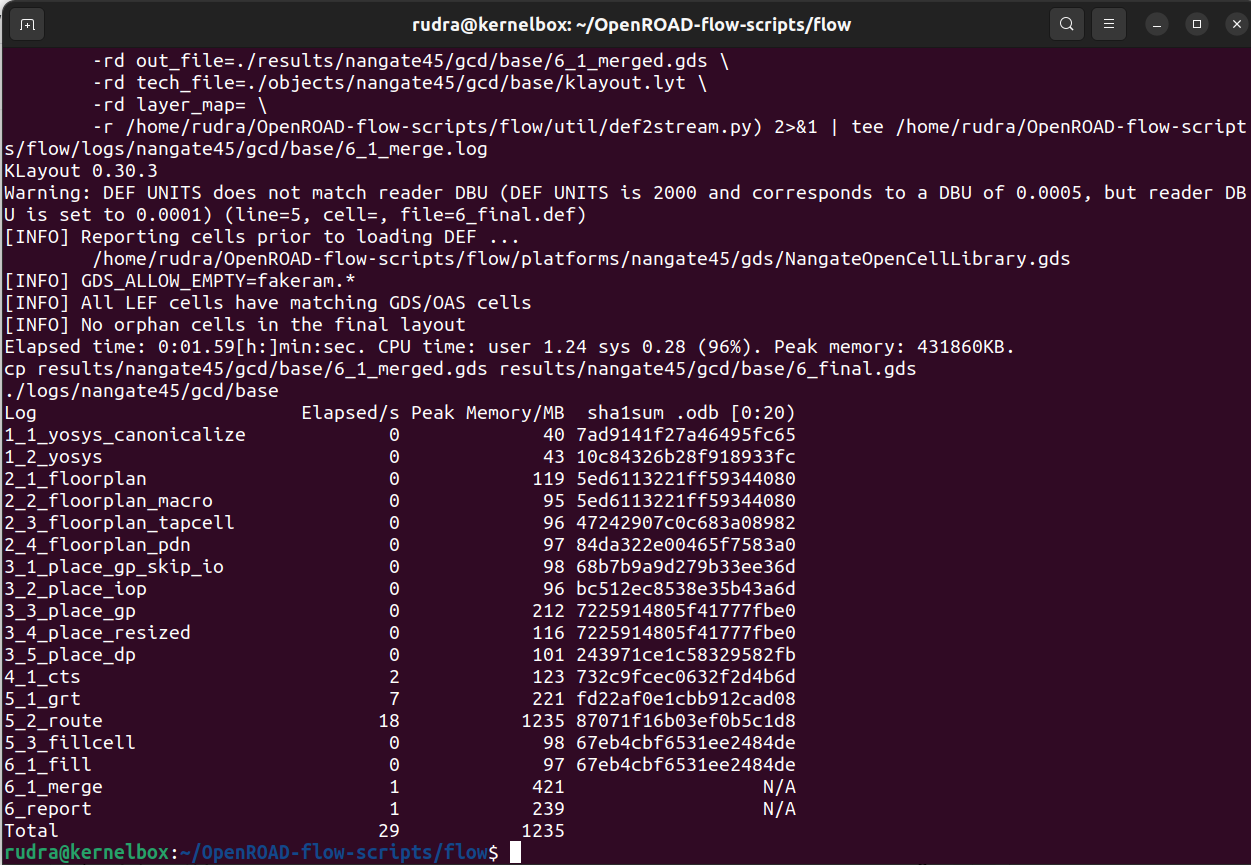 rudra@kernelbox: ~/OpenROAD-flow-scripts/flow
-rd out_file=./results/nangate45/gcd/base/6_1_merged.gds \
-rd tech_file=./objects/nangate45/gcd/base/klayout.lyt \
-rd layer_map= \
-r /home/rudra/OpenROAD-flow-scripts/flow/util/def2stream.py) 2>&1 | tee /home/rudra/OpenROAD-flow-script
s/flow/logs/nangate45/gcd/base/6_1_merge.log
KLayout 0.30.3
Warning: DEF UNITS does not match reader DBU (DEF UNITS is 2000 and corresponds to a DBU of 0.0005, but reader DB
U is set to 0.0001) (line=5, cell=, file=6_final.def)
[INFO] Reporting cells prior to loading DEF ...
/home/rudra/OpenROAD-flow-scripts/flow/platforms/nangate45/gds/NangateOpenCellLibrary.gds
[INFO] GDS_ALLOW_EMPTY=fakeram.*
[INFO] All LEF cells have matching GDS/OAS cells
[INFO] No orphan cells in the final layout
Elapsed time: 0:01.59[h:]min:sec. CPU time: user 1.24 sys 0.28 (96%). Peak memory: 431860KB.
cp results/nangate45/gcd/base/6_1_merged.gds results/nangate45/gcd/base/6_final.gds
./logs/nangate45/gcd/base
Log Elapsed/s Peak Memory/MB sha1sum .odb [0:20)
1_1_yosys_canonicalize 0 40 7ad9141f27a46495fc65
1_2_yosys 0 43 10c84326b28f918933fc
2_1_floorplan 0 119 5ed6113221ff59344080
2_2_floorplan_macro 0 95 5ed6113221ff59344080
2_3_floorplan_tapcell 0 96 47242907c0c683a08982
2_4_floorplan_pdn 0 97 84da322e00465f7583a0
3_1_place_gp_skip_io 0 98 68b7b9a9d279b33ee36d
3_2_place_iop 0 96 bc512ec8538e35b43a6d
3_3_place_gp 0 212 7225914805f41777fbe0
3_4_place_resized 0 116 7225914805f41777fbe0
3_5_place_dp 0 101 243971ce1c58329582fb
4_1_cts 2 123 732c9fcec0632f2d4b6d
5_1_grt 7 221 fd22af0e1cbb912cad08
5_2_route 18 1235 87071f16b03ef0b5c1d8
5_3_fillcell 0 98 67eb4cbf6531ee2484de
6_1_fill 0 97 67eb4cbf6531ee2484de
6_1_merge 1 421 N/A
6_report 1 239 N/A
Total 29 1235
rudra@kernelbox:~/OpenROAD-flow-scripts/flow$